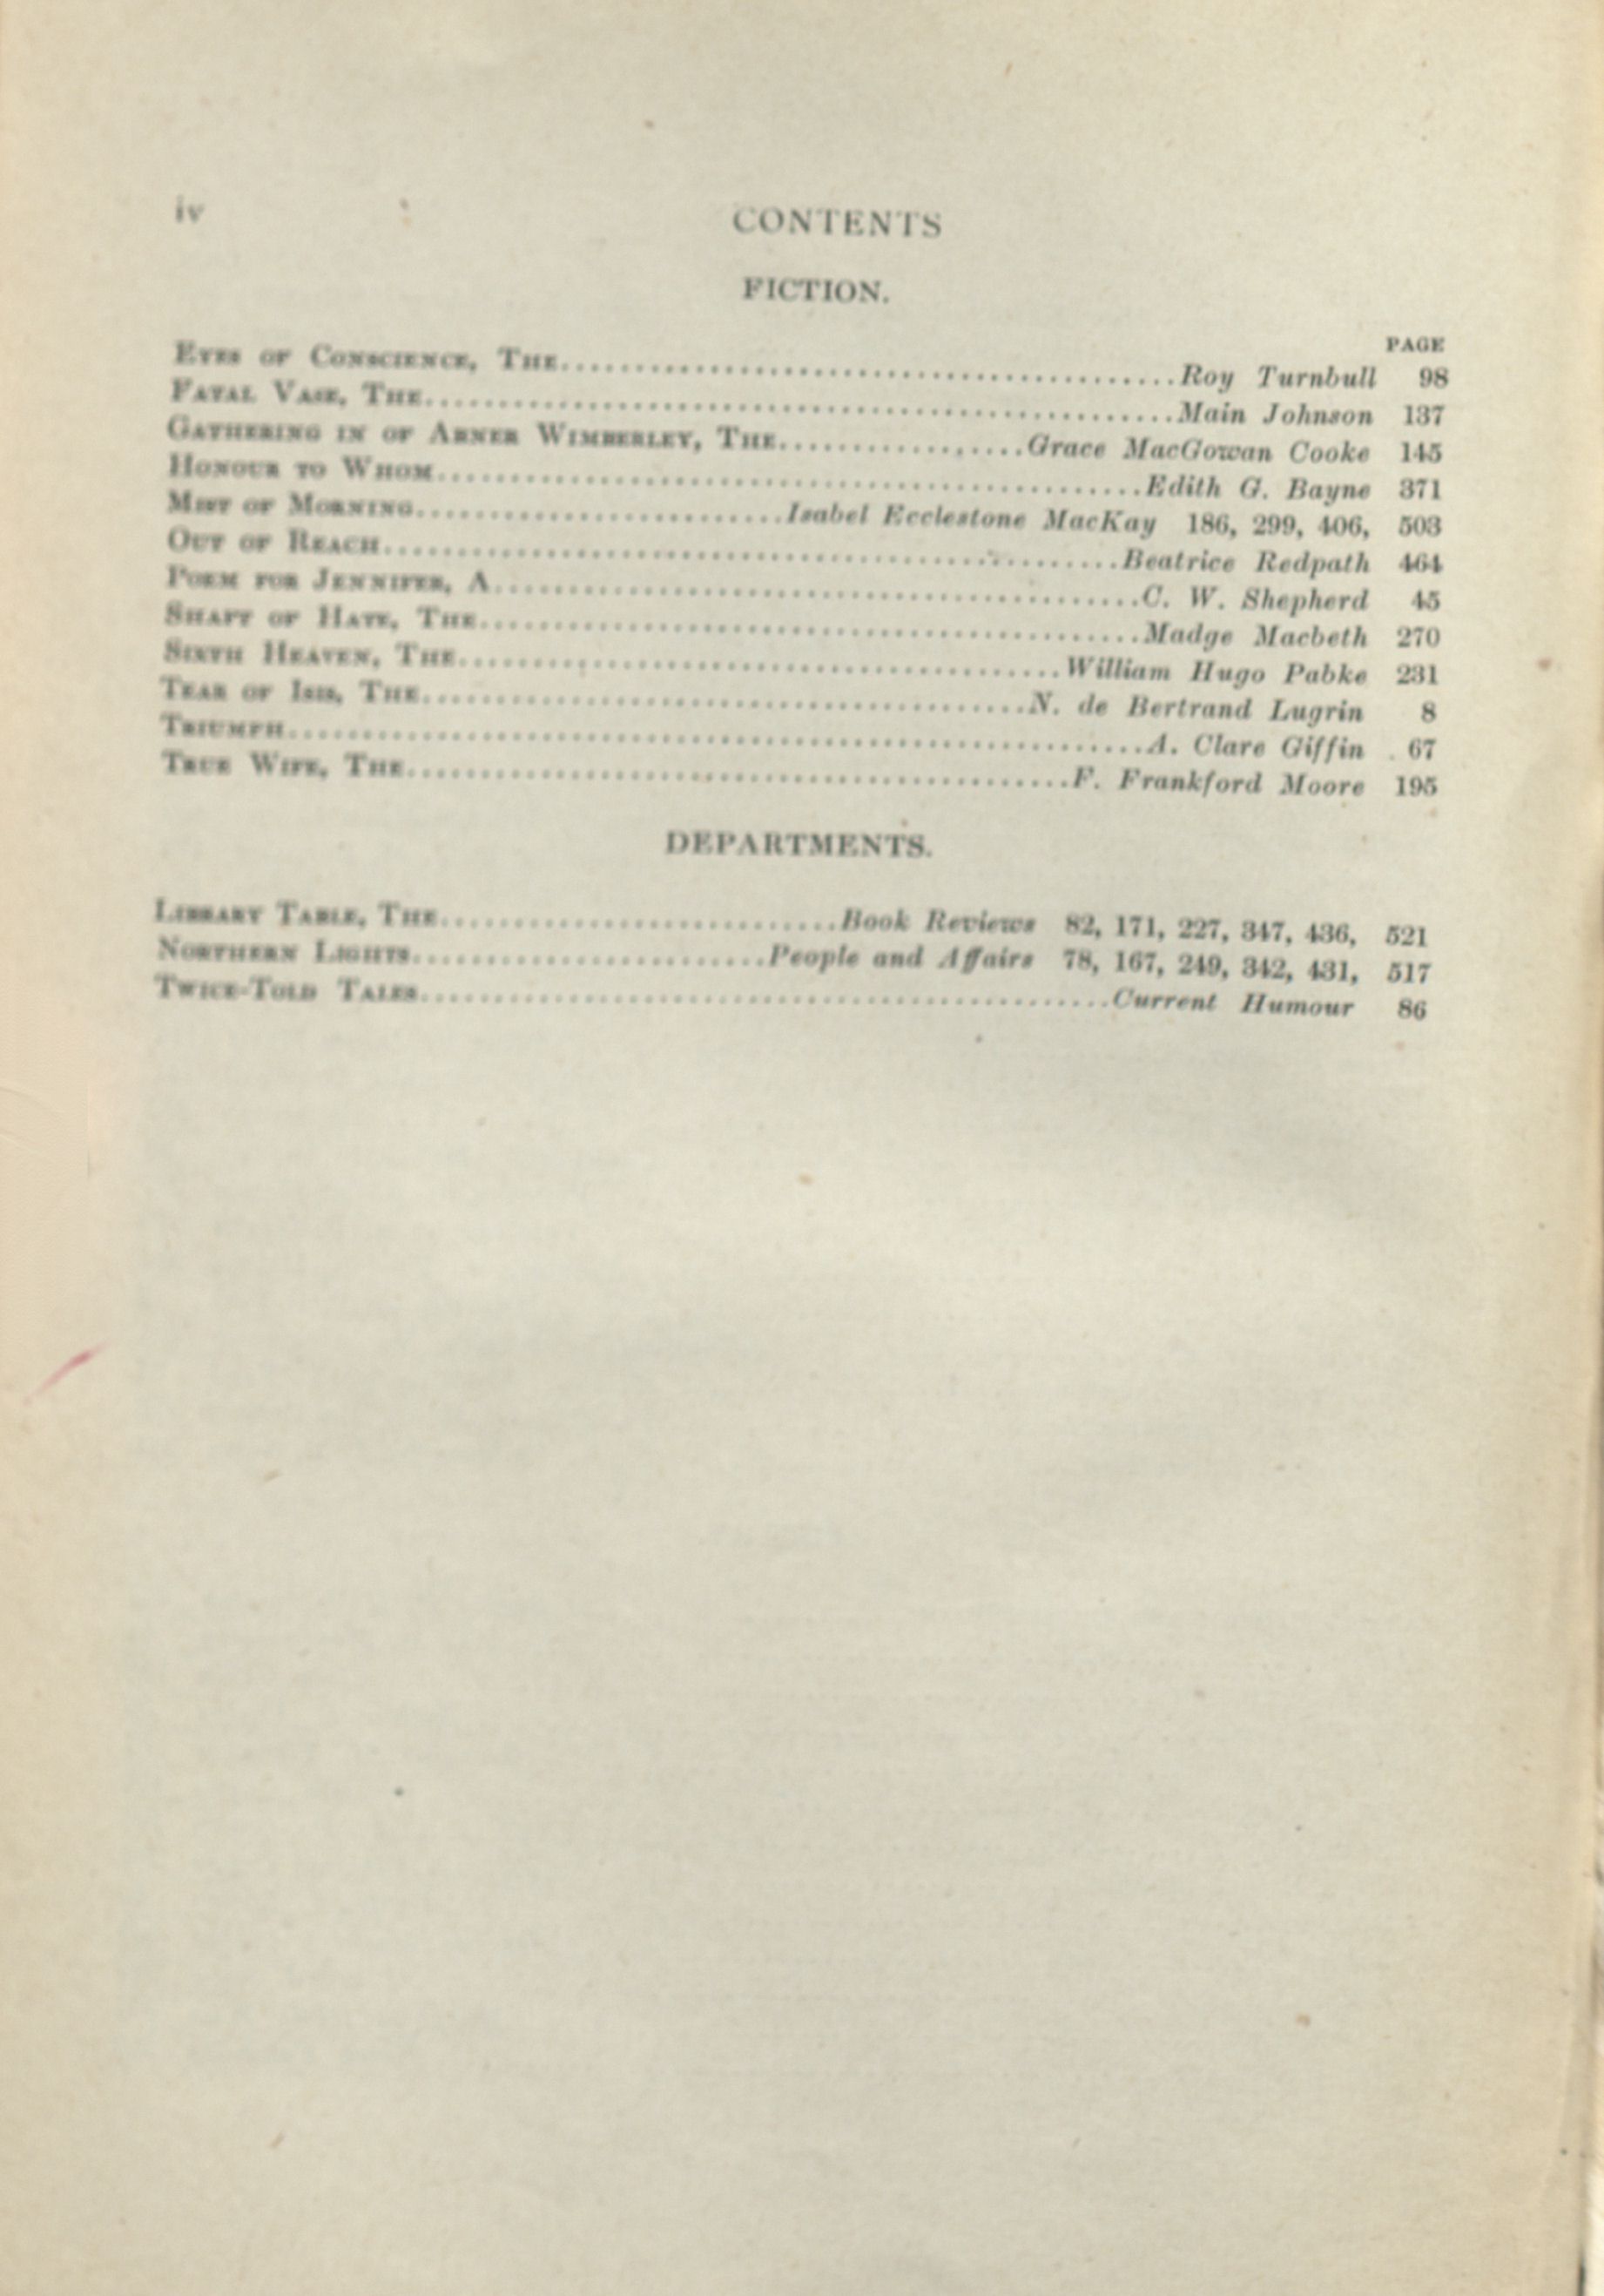 iv
CONTENTS
FICTION.
PAGE
EYES OF CONSCIENCE, THE........................................Roy Turnbull 98
FATAL VASE, THE..................................................Main Johnson 137
GATHERING IN OF ABNER WIMBERLEY, THE.................Grace MacGowan Cooke 145
HONOUR TO WHOM................................................Edith G. Bayne 371
MIST OF MORNING.........................Isabel Ecclestone MacKay 186, 299, 406, 503
OUT OF REACH..................................................Beatrice Redpath 464
POEM FOR JENNIFER, A............................................C. W. Shepherd 45
SHAFT OF HATE, THE.............................................Madge Macbeth 270
SIXTH HEAVEN, THE.........................................William Hugo Pabke 231
TEAR OF ISIS, THE.........................................N. de Bertrand Lugrin 8
TRIUMPH..........................................................A. Clare Giffin 67
TRUE WIFE, THE.............................................F. Frankford Moore 195
DEPARTMENTS.
LIBRARY TABLE, THE...........................Book Reviews 82, 171, 227, 347, 436, 521
NORTHERN LIGHTS........................People and Affairs 78, 167, 249, 342, 431, 517
TWICE-TOLD TALES...............................................Current Humour 86